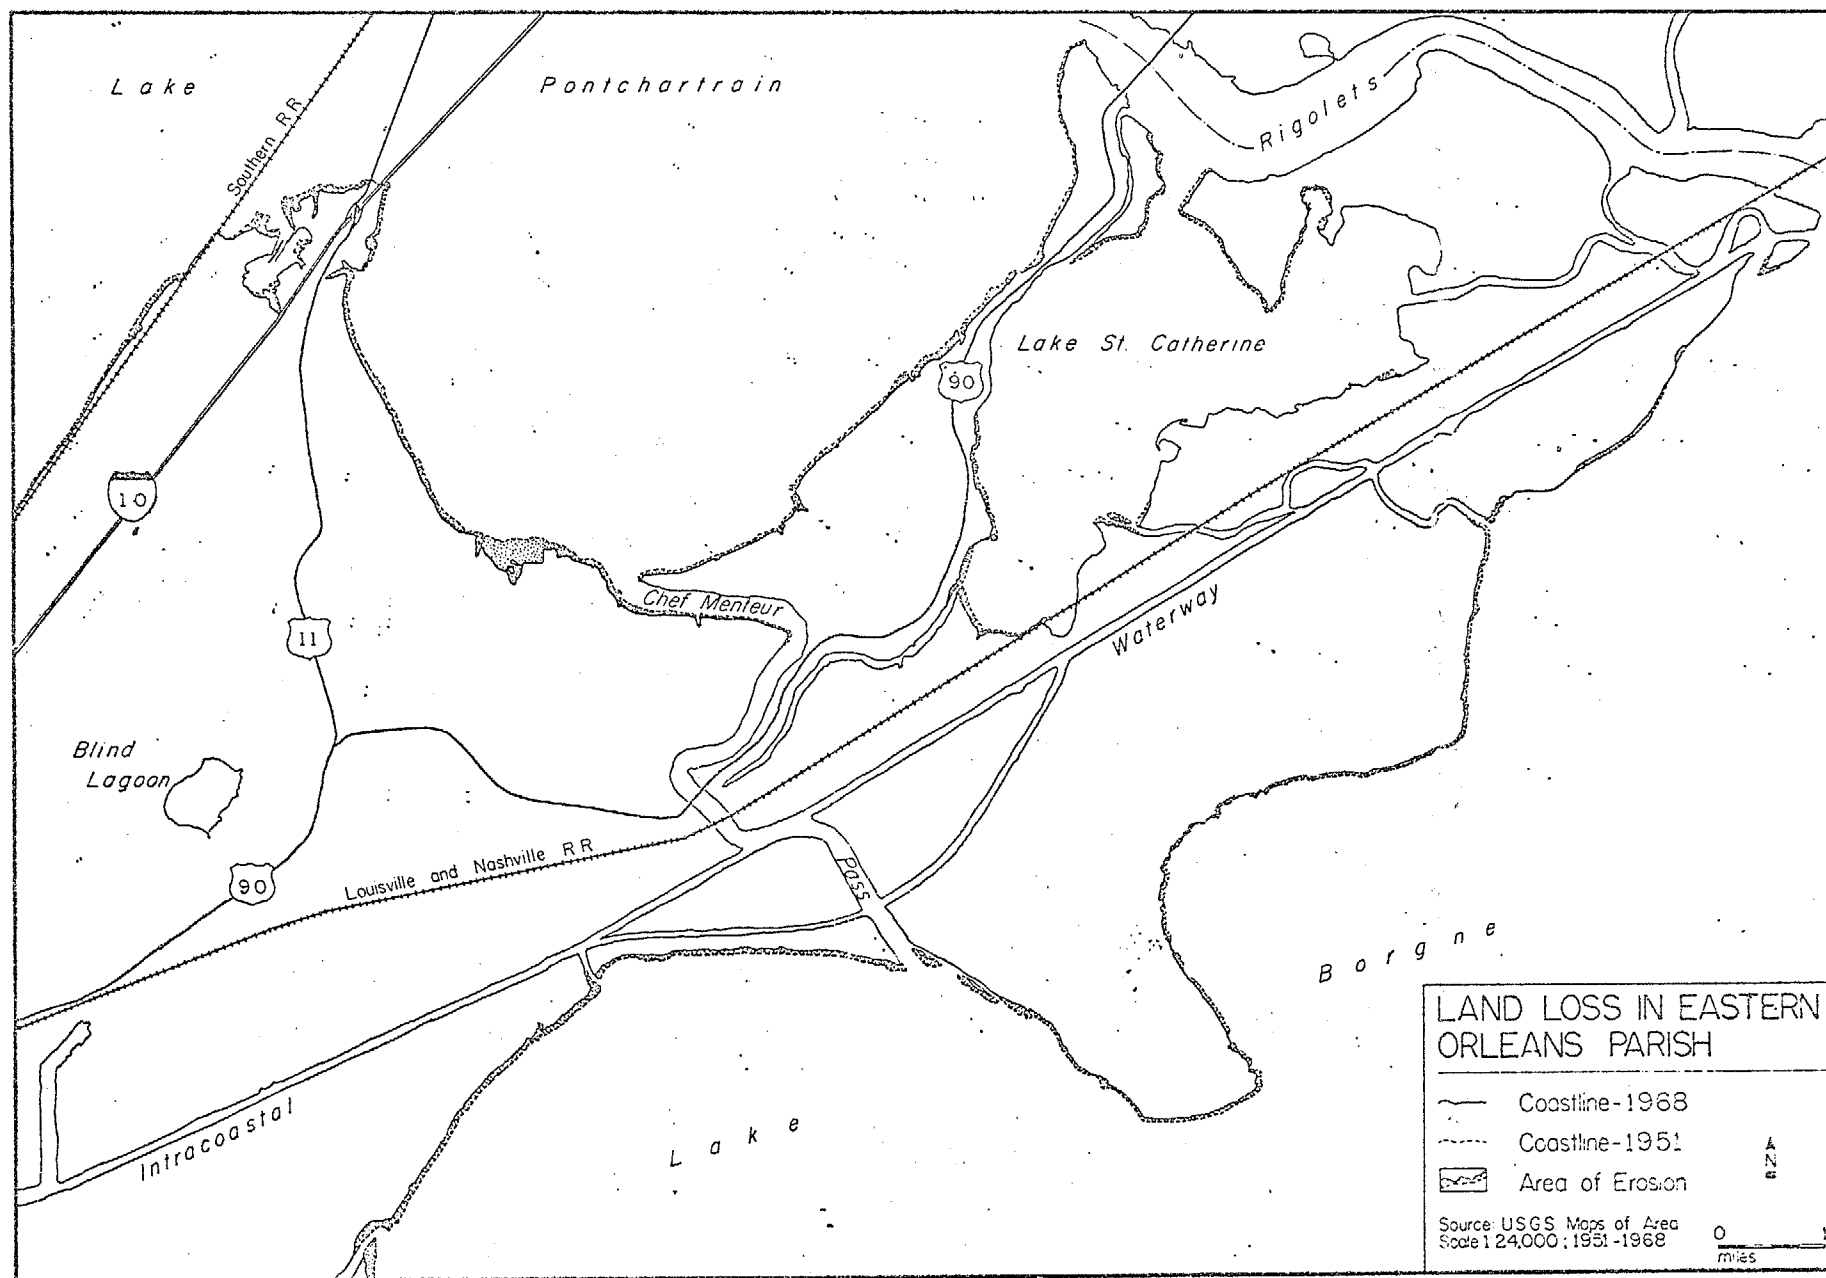 Lake Pontchartrain
Southern RR
Rigolets
Lake St. Catherine
90
10
Chef Menteur
11
Waterway
Blind
Lagoon
90
Louisville and Nashville RR
Pass
Borgne
Lake
Intracoastal
LAND LOSS IN EASTERN
ORLEANS PARISH
Coastline-1968
Coastline-1951
Area of Erosion
N
Source: USGS Maps of Area
Scale 1:24,000; 1951-1968
0 1
miles